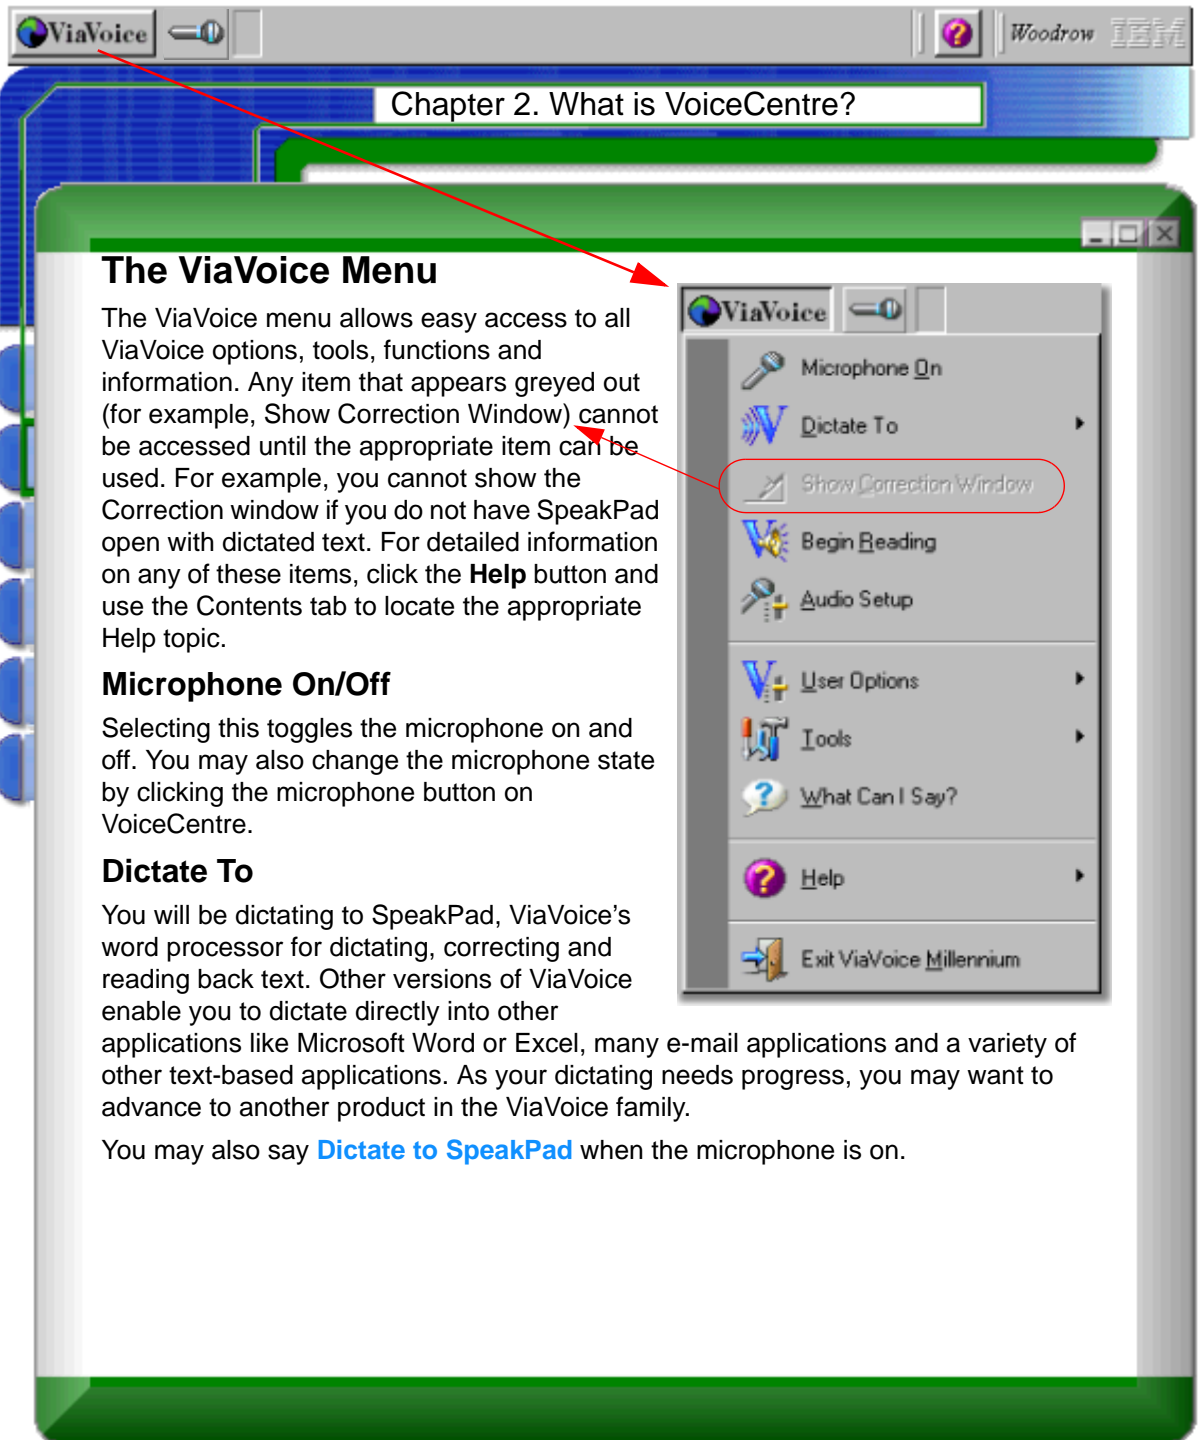 ViaVoice
Woodrow IBM
Chapter 2. What is VoiceCentre?
The ViaVoice Menu
The ViaVoice menu allows easy access to all
ViaVoice options, tools, functions and
information. Any item that appears greyed out
(for example, Show Correction Window) cannot
be accessed until the appropriate item can be
used. For example, you cannot show the
Correction window if you do not have SpeakPad
open with dictated text. For detailed information
on any of these items, click the Help button and
use the Contents tab to locate the appropriate
Help topic.
Microphone On/Off
Selecting this toggles the microphone on and
off. You may also change the microphone state
by clicking the microphone button on
VoiceCentre.
Dictate To
You will be dictating to SpeakPad, ViaVoice's
word processor for dictating, correcting and
reading back text. Other versions of ViaVoice
enable you to dictate directly into other
applications like Microsoft Word or Excel, many e-mail applications and a variety of
other text-based applications. As your dictating needs progress, you may want to
advance to another product in the ViaVoice family.
You may also say Dictate to SpeakPad when the microphone is on.
ViaVoice
Microphone On
Dictate To
Show Correction Window
Begin Reading
Audio Setup
User Options
Tools
What Can I Say?
Help
Exit ViaVoice Millennium